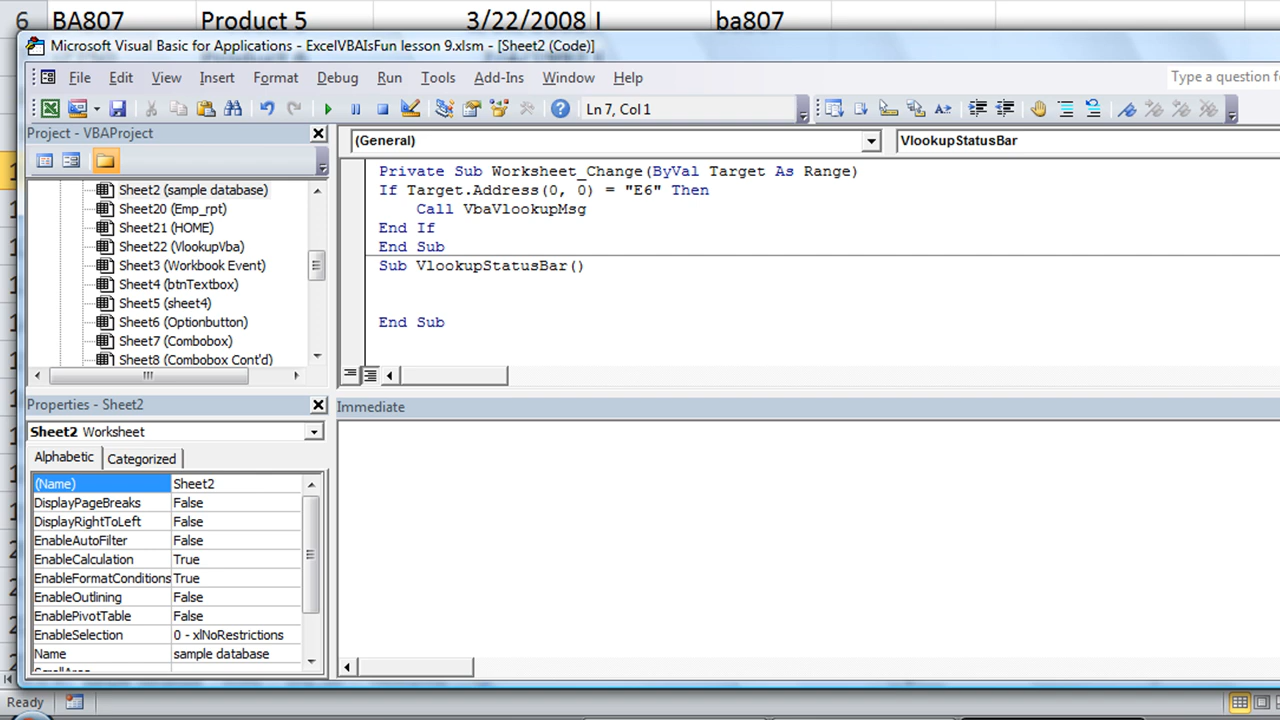 6 BA807 Product 5 3/22/2008 ba807
Microsoft Visual Basic for Applications - ExcelVBAIsFun lesson 9.xlsm - [Sheet2 (Code)]
File Edit View Insert Format Debug Run Tools Add-Ins Window Help
Type a question f
Ln 7, Col 1
Project - VBAProject
(General)
VlookupStatusBar
Sheet2 (sample database)
Sheet20 (Emp_rpt)
Sheet21 (HOME)
Sheet22 (VlookupVba)
Sheet3 (Workbook Event)
Sheet4 (btnTextbox)
Sheet5 (sheet4)
Sheet6 (Optionbutton)
Sheet7 (Combobox)
Sheet8 (Combobox Cont'd)
Private Sub Worksheet_Change(ByVal Target As Range)
If Target.Address(0, 0) = "E6" Then
Call VbaVlookupMsg
End If
End Sub
Sub VlookupStatusBar()
End Sub
Properties - Sheet2
Sheet2 Worksheet
Alphabetic Categorized
(Name) Sheet2
DisplayPageBreaks False
DisplayRightToLeft False
EnableAutoFilter False
EnableCalculation True
EnableFormatConditions True
EnableOutlining False
EnablePivotTable False
EnableSelection 0 - xlNoRestrictions
Name sample database
Immediate
Ready